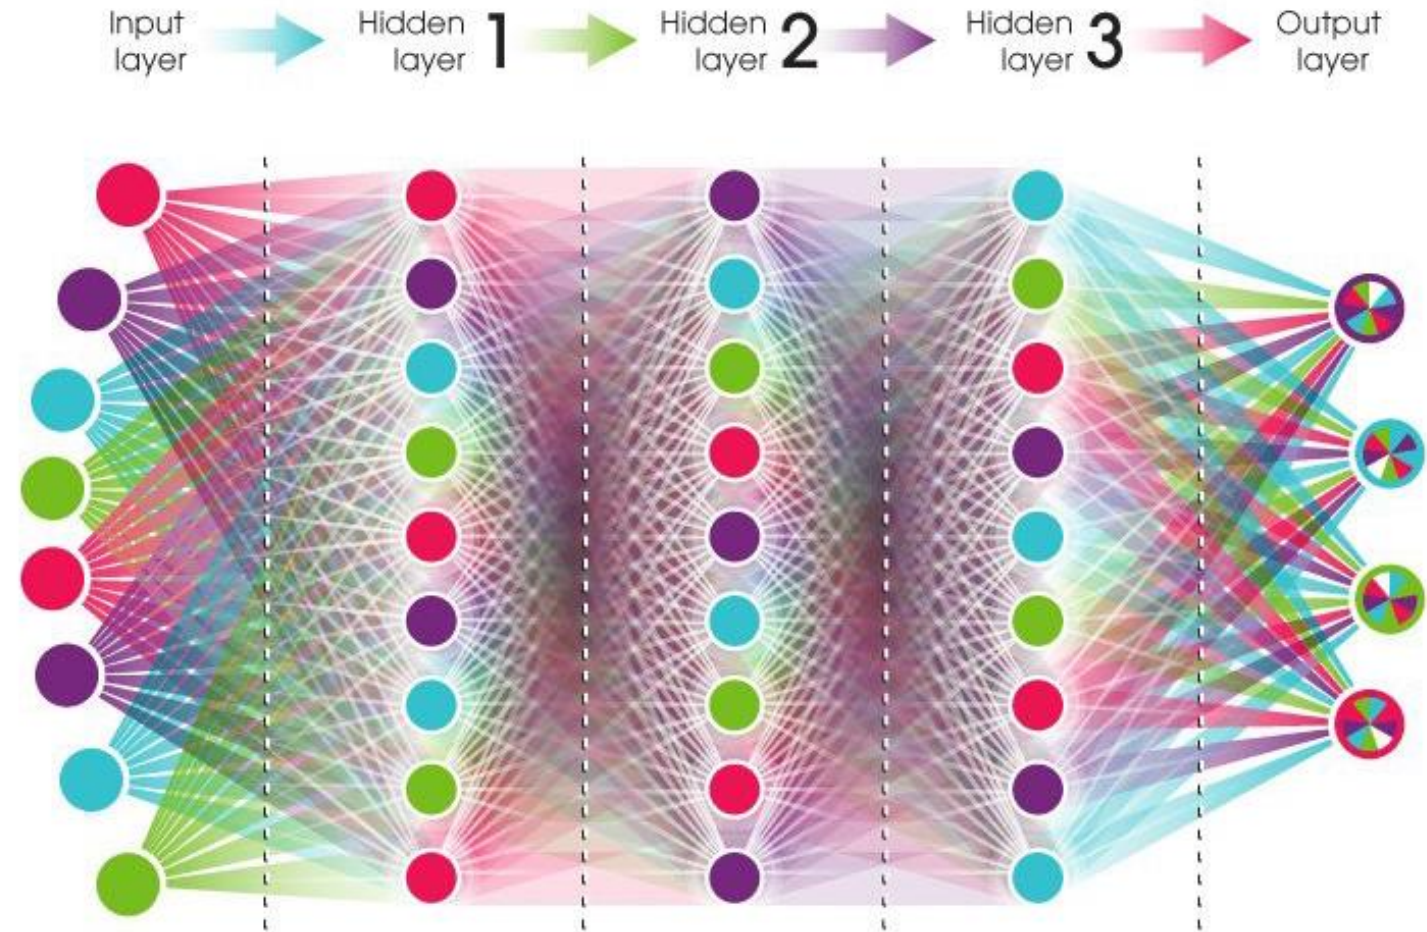 Input
layer
Hidden
layer 1
Hidden
layer 2
Hidden
layer 3
Output
layer